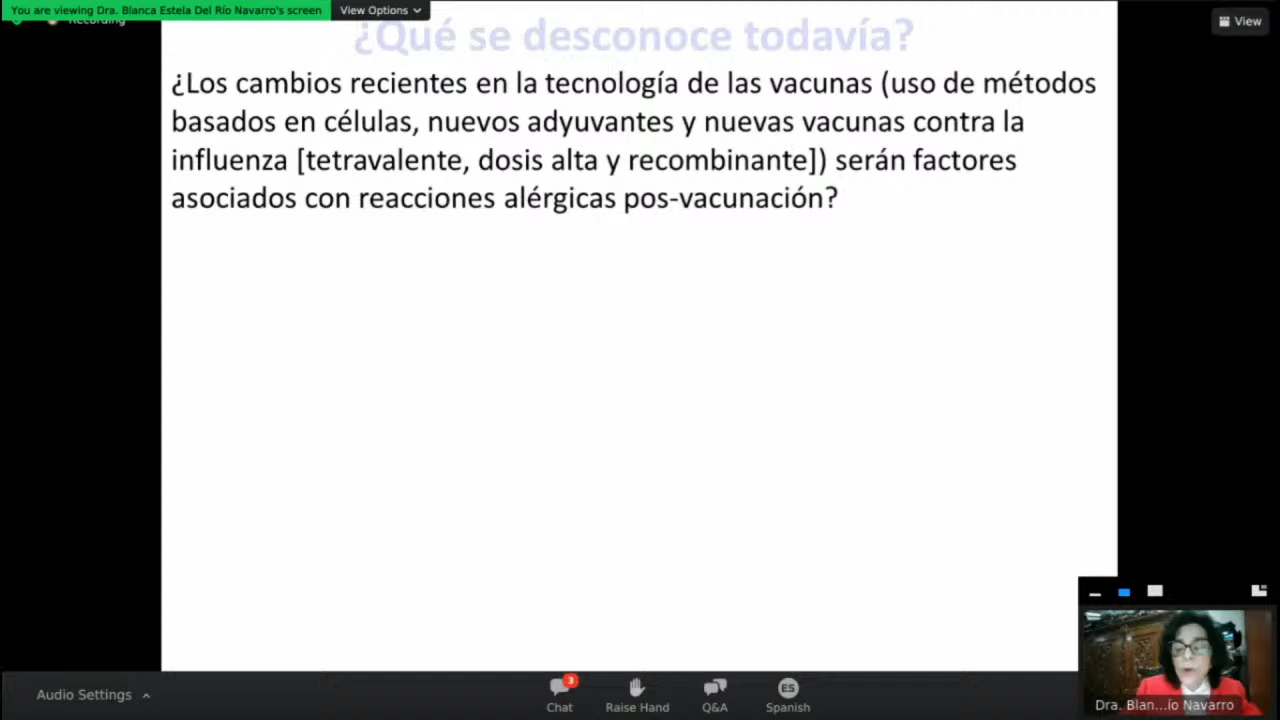 You are viewing Dra. Blanca Estela Del Río Navarro's screen
View Options
Recording
View
¿Qué se desconoce todavía?
¿Los cambios recientes en la tecnología de las vacunas (uso de métodos
basados en células, nuevos adyuvantes y nuevas vacunas contra la
influenza [tetravalente, dosis alta y recombinante]) serán factores
asociados con reacciones alérgicas pos-vacunación?
Audio Settings
3
Chat
Raise Hand
Q&A
ES
Spanish
Dra. Blan...ío Navarro